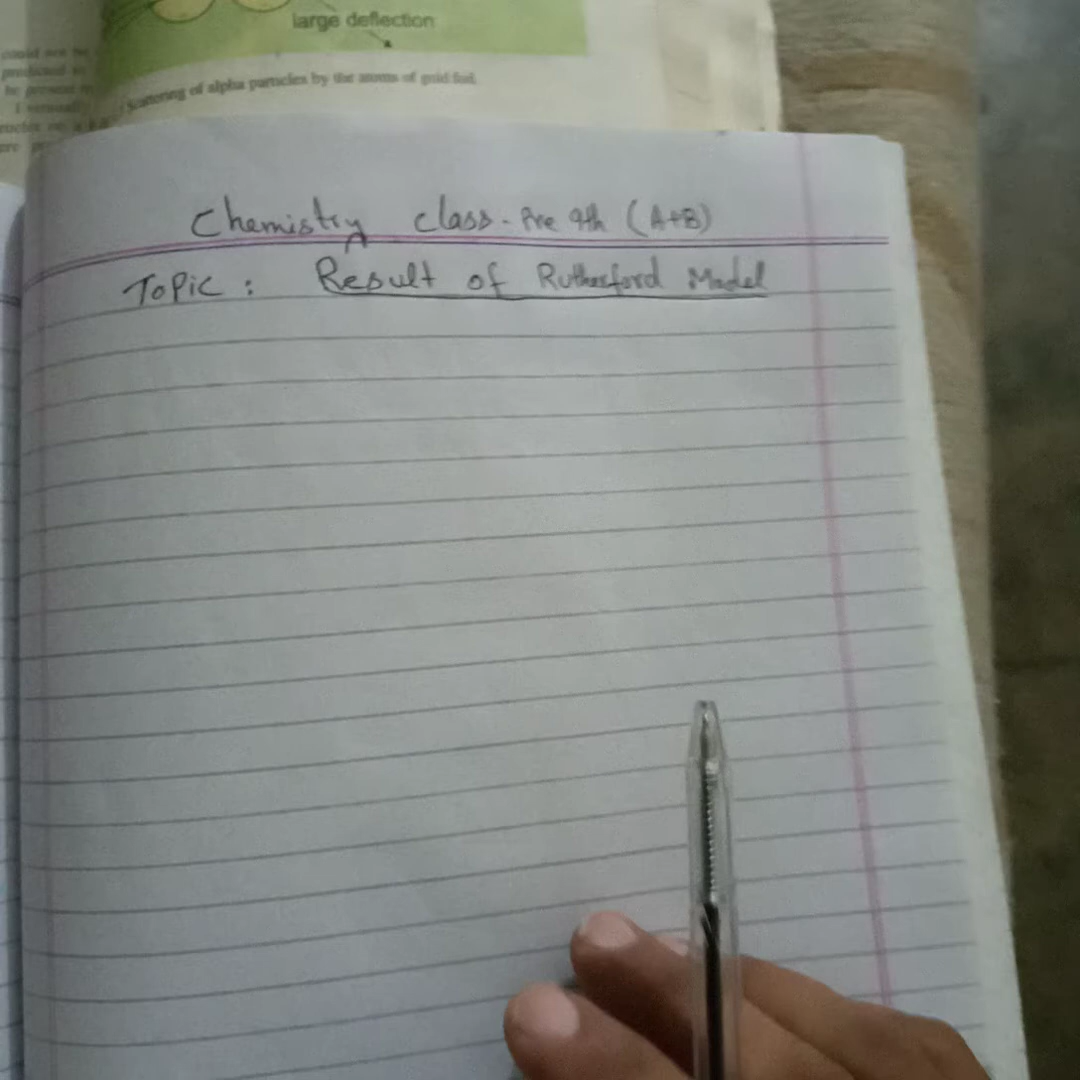 large deflection
Scattering of alpha particles by the atoms of gold foil.
Chemistry class - Pre 9th (A+B)
Topic : Result of Rutherford Model